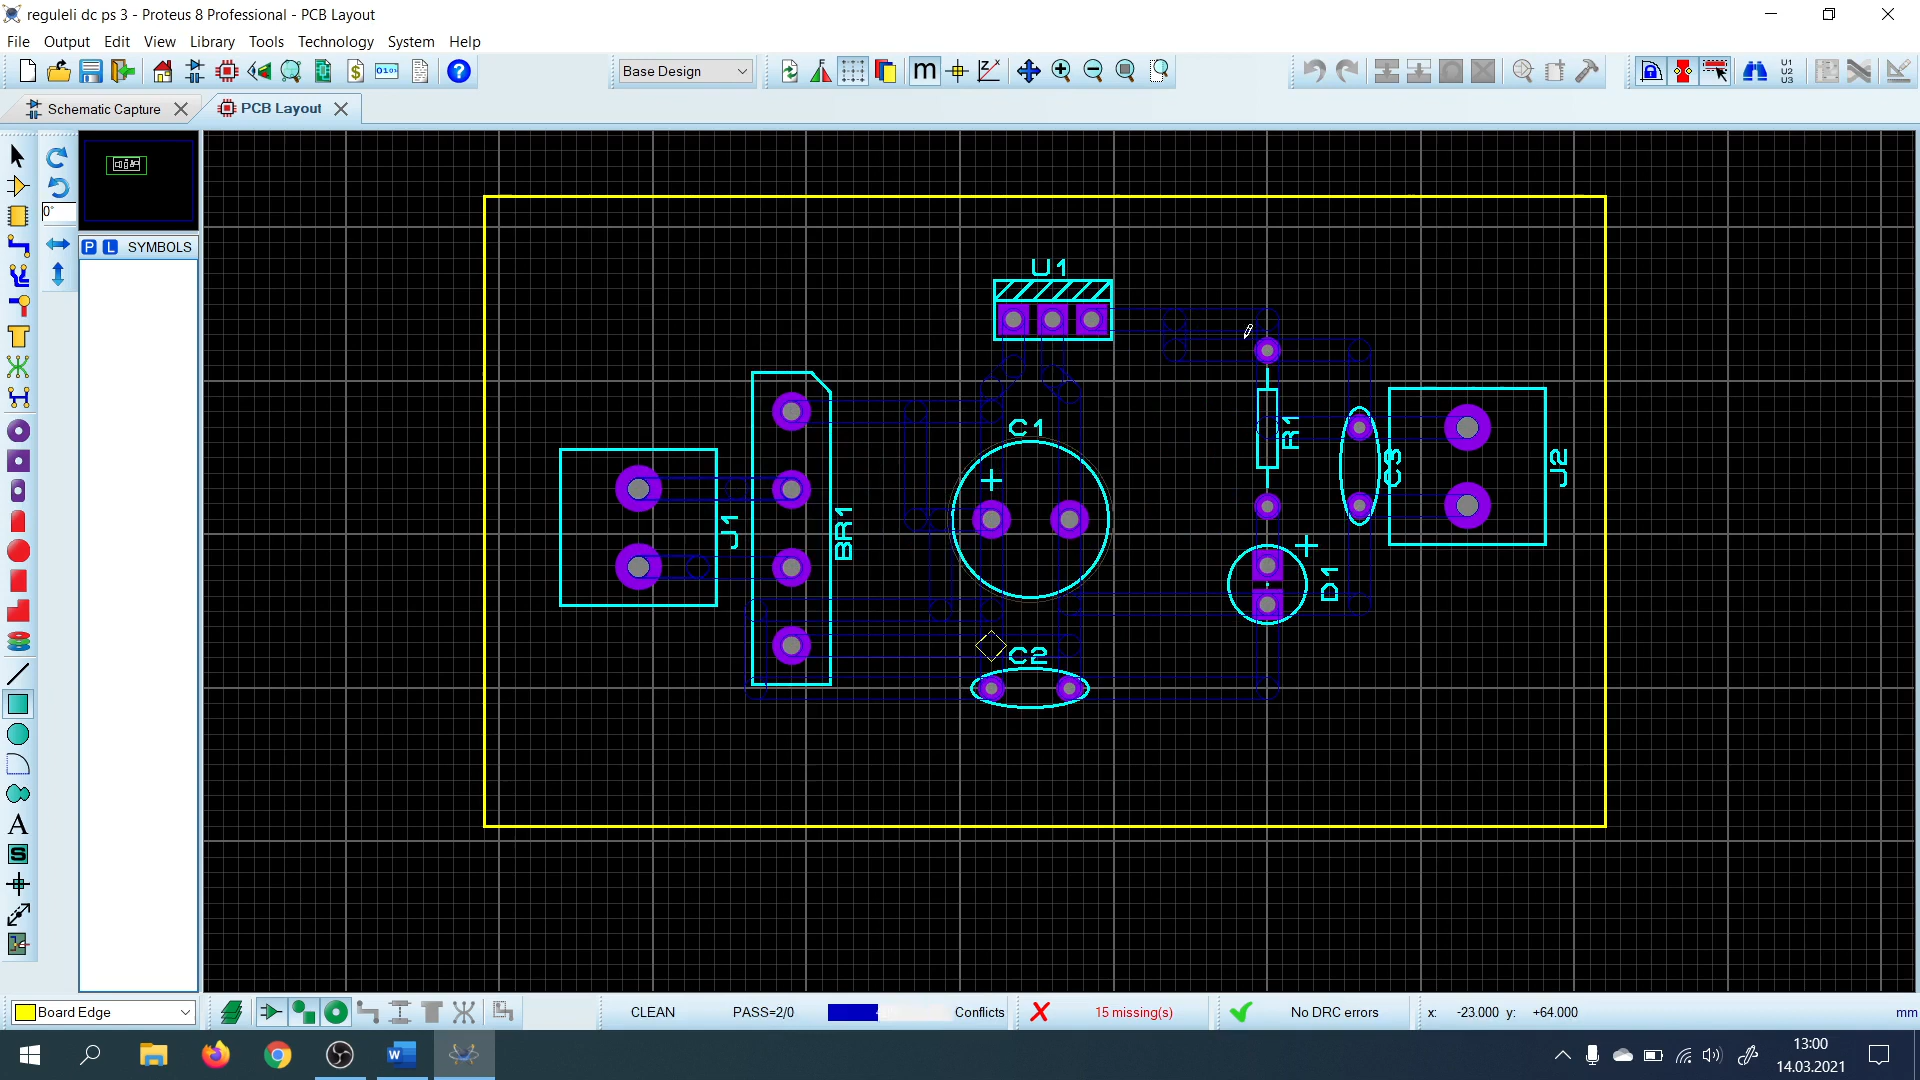 reguleli dc ps 3 - Proteus 8 Professional - PCB Layout
File Output Edit View Library Tools Technology System Help
Base Design
Schematic Capture
PCB Layout
0°
P L SYMBOLS
U1
C1
R1
C3
J2
J1
BR1
D1
C2
Board Edge
CLEAN PASS=2/0 Conflicts 15 missing(s) No DRC errors x: -23.000 y: +64.000 mm
13:00
14.03.2021